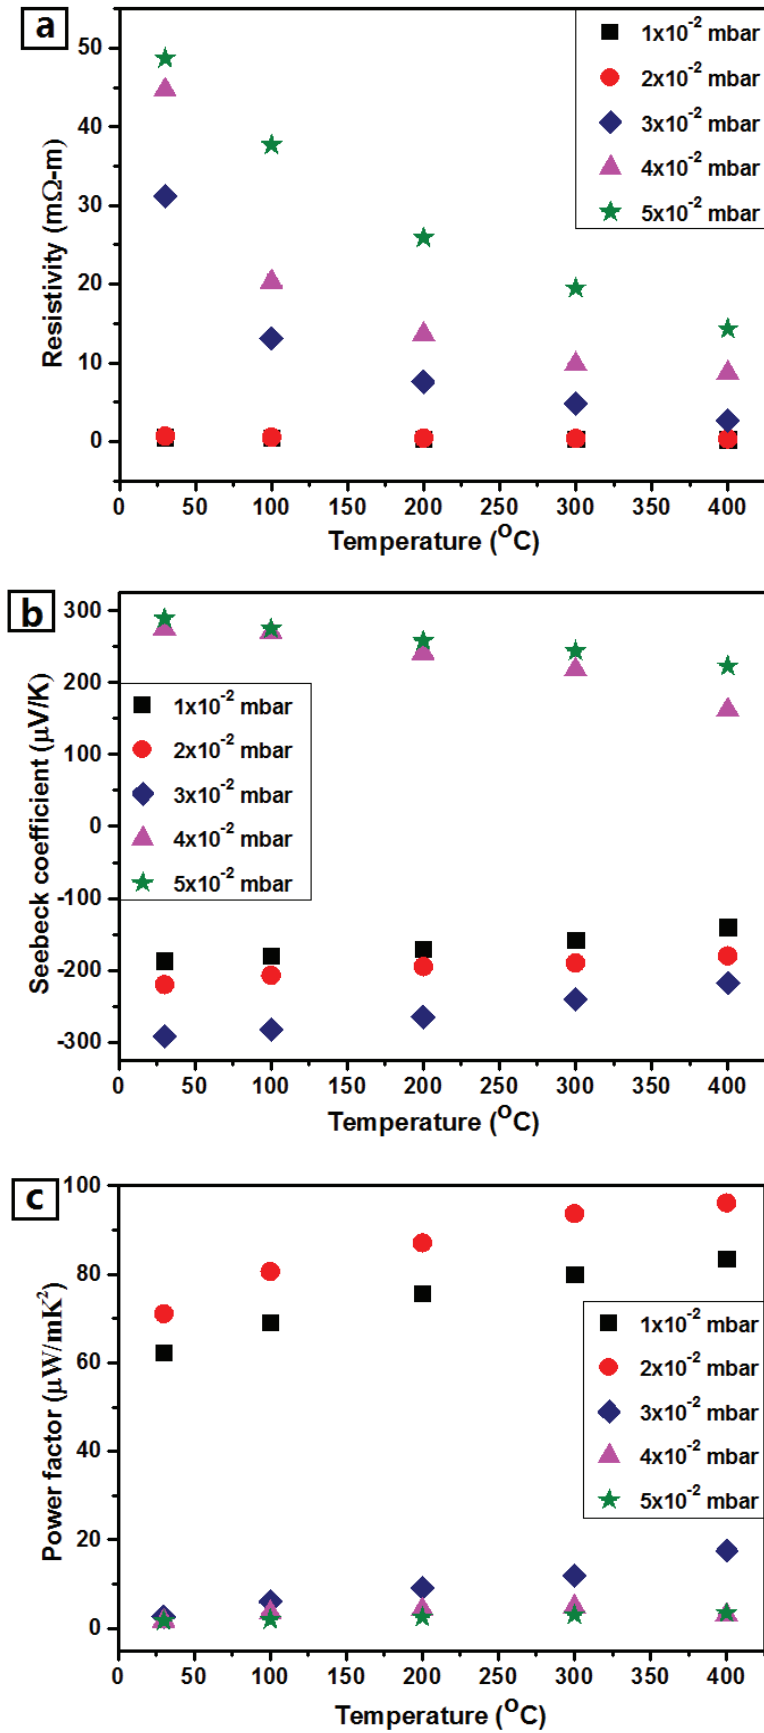 a
1x10⁻² mbar
2x10⁻² mbar
3x10⁻² mbar
4x10⁻² mbar
5x10⁻² mbar
50
40
30
20
10
0
Resistivity (mΩ-m)
0 50 100 150 200 250 300 350 400
Temperature (°C)
b
300
200
100
0
-100
-200
-300
Seebeck coefficient (μV/K)
1x10⁻² mbar
2x10⁻² mbar
3x10⁻² mbar
4x10⁻² mbar
5x10⁻² mbar
0 50 100 150 200 250 300 350 400
Temperature (°C)
c
100
80
60
40
20
0
Power factor (μW/mK²)
1x10⁻² mbar
2x10⁻² mbar
3x10⁻² mbar
4x10⁻² mbar
5x10⁻² mbar
0 50 100 150 200 250 300 350 400
Temperature (°C)